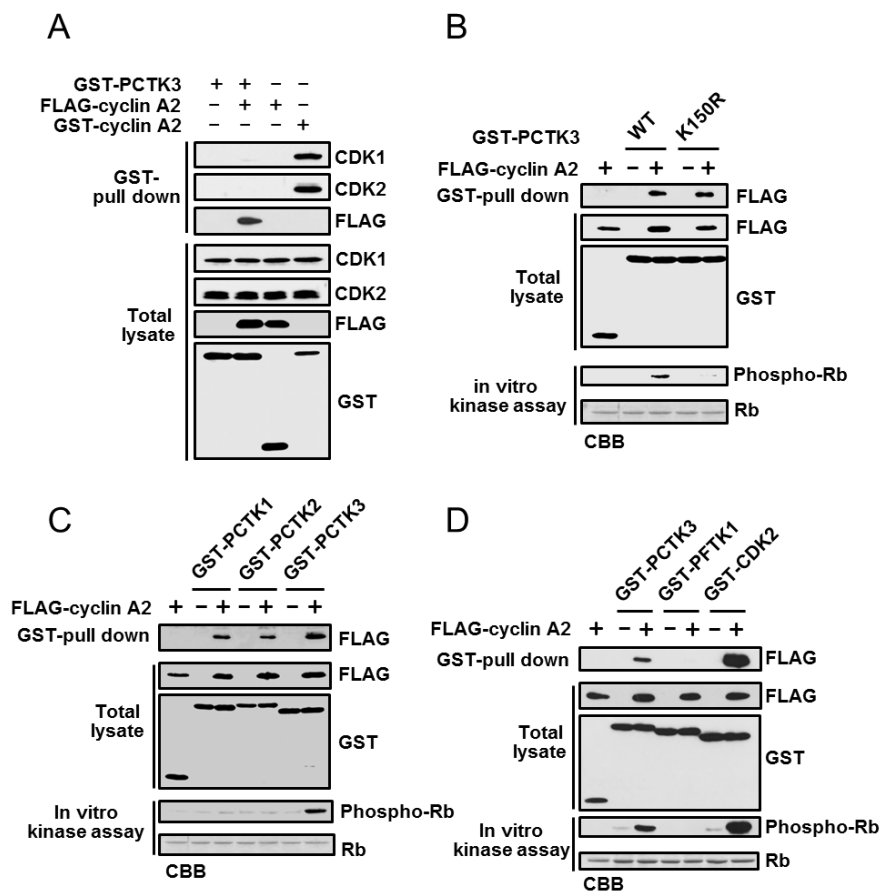 A
GST-PCTK3 + + − −
FLAG-cyclin A2 − + + −
GST-cyclin A2 − − − +
GST-
pull down
CDK1
CDK2
FLAG
Total
lysate
CDK1
CDK2
FLAG
GST
B
GST-PCTK3 WT K150R
FLAG-cyclin A2 + − + − +
GST-pull down FLAG
FLAG
Total
lysate
GST
in vitro
kinase assay
Phospho-Rb
Rb
CBB
C
GST-PCTK1 GST-PCTK2 GST-PCTK3
FLAG-cyclin A2 + − + − + − +
GST-pull down FLAG
FLAG
Total
lysate
GST
In vitro
kinase assay
Phospho-Rb
Rb
CBB
D
GST-PCTK3 GST-PFTK1 GST-CDK2
FLAG-cyclin A2 + − + − + − +
GST-pull down FLAG
FLAG
Total
lysate
GST
In vitro
kinase assay
Phospho-Rb
Rb
CBB